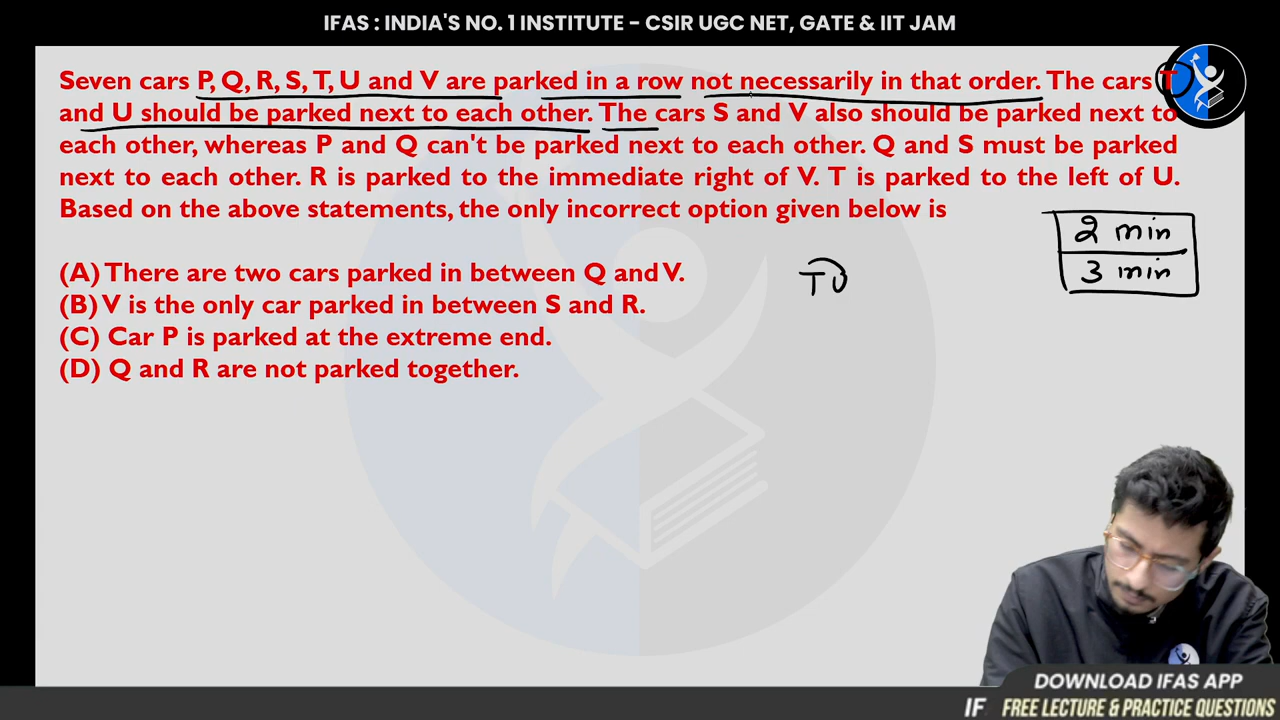 IFAS : INDIA'S NO. 1 INSTITUTE – CSIR UGC NET, GATE & IIT JAM
Seven cars P, Q, R, S, T, U and V are parked in a row not necessarily in that order. The cars T
and U should be parked next to each other. The cars S and V also should be parked next to
each other, whereas P and Q can't be parked next to each other. Q and S must be parked
next to each other. R is parked to the immediate right of V. T is parked to the left of U.
Based on the above statements, the only incorrect option given below is
2 min
3 min
(A) There are two cars parked in between Q and V.
TU
(B) V is the only car parked in between S and R.
(C) Car P is parked at the extreme end.
(D) Q and R are not parked together.
DOWNLOAD IFAS APP
IF FREE LECTURE & PRACTICE QUESTIONS